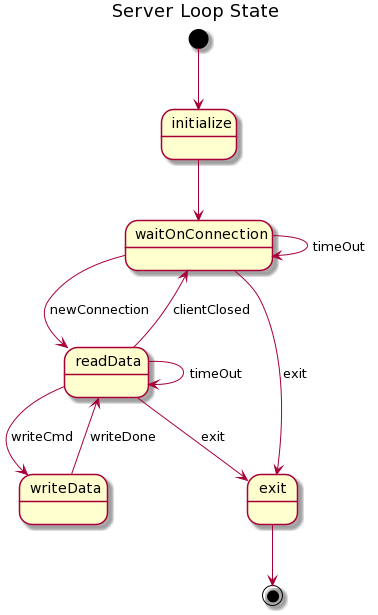 Server Loop State
initialize
waitOnConnection
timeOut
newConnection
clientClosed
readData
timeOut
exit
writeCmd
writeDone
exit
writeData
exit